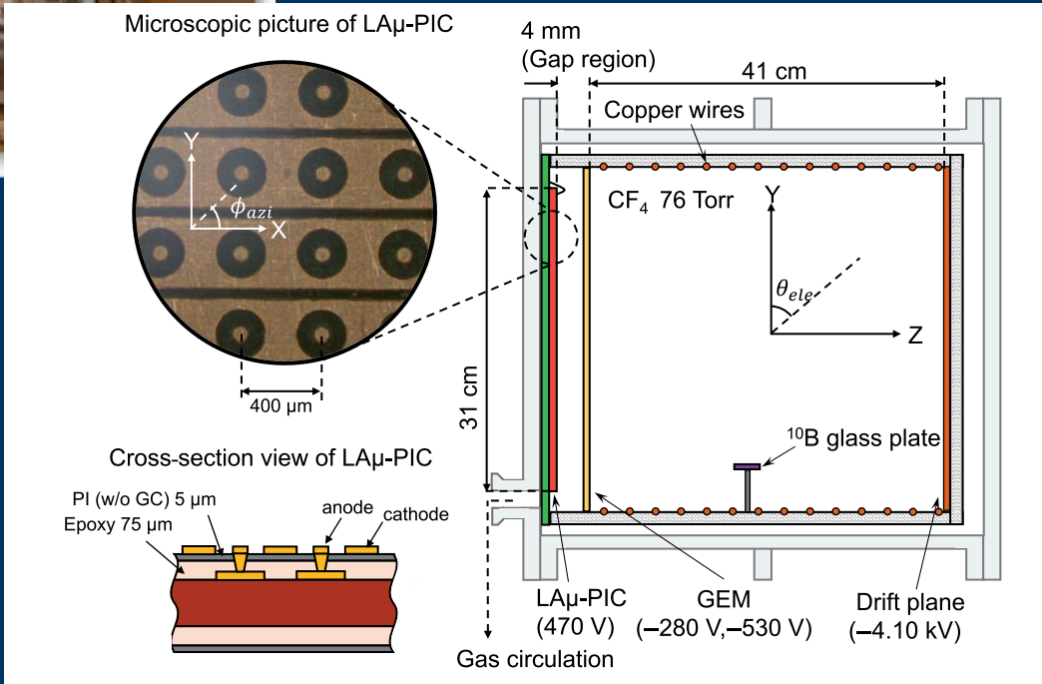 Microscopic picture of LAμ-PIC
Y
ϕazi
X
400 μm
Cross-section view of LAμ-PIC
PI (w/o GC) 5 μm
Epoxy 75 μm
anode
cathode
4 mm
(Gap region)
41 cm
Copper wires
CF₄ 76 Torr
Y
θele
Z
31 cm
¹⁰B glass plate
LAμ-PIC
(470 V)
GEM
(–280 V,–530 V)
Drift plane
(–4.10 kV)
Gas circulation